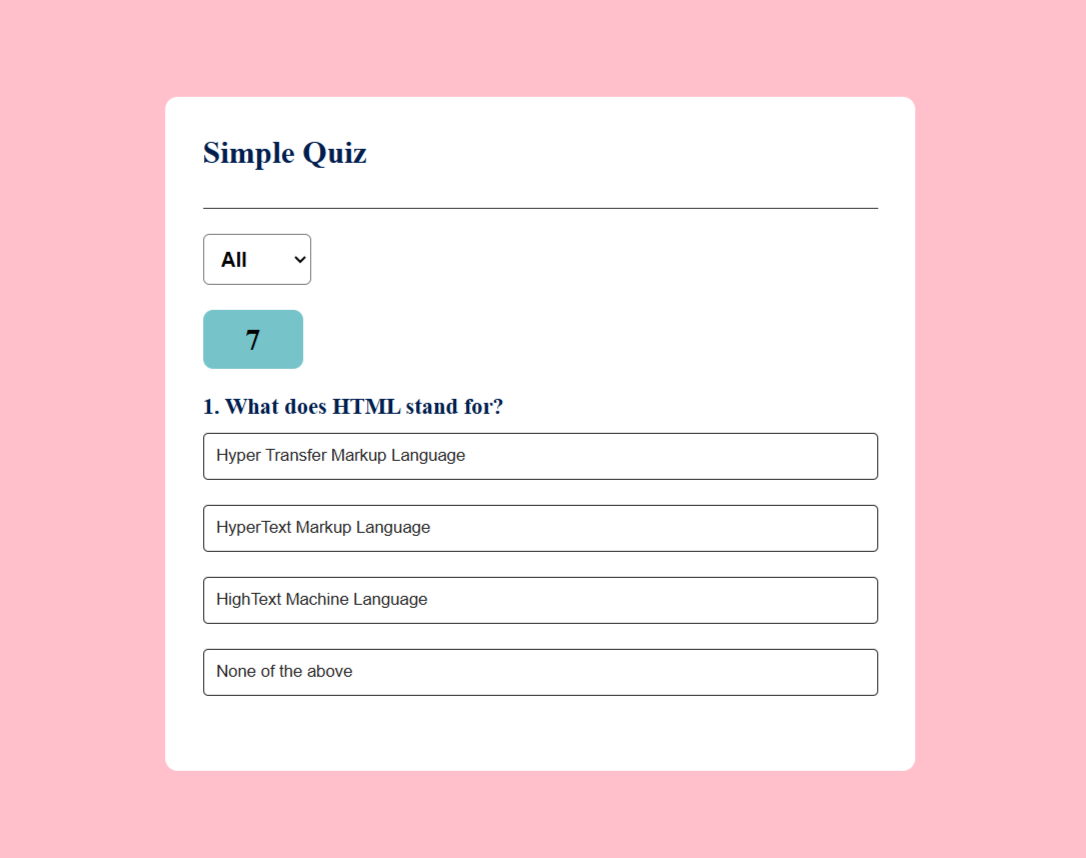 Simple Quiz
All
7
1. What does HTML stand for?
Hyper Transfer Markup Language
HyperText Markup Language
HighText Machine Language
None of the above